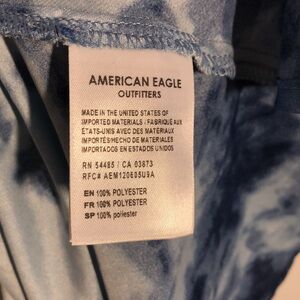 AMERICAN EAGLE
OUTFITTERS
MADE IN THE UNITED STATES OF
IMPORTED MATERIALS / FABRIQUÉ AUX
ÉTATS-UNIS AVEC DES MATÉRIAUX
IMPORTÉS/HECHO DE MATERIALES
IMPORTADO EN ESTADOS UNIDOS
RN 54485 / CA 03873
RFC# AEM120605U9A
EN 100% POLYESTER
FR 100% POLYESTER
SP 100% poliester